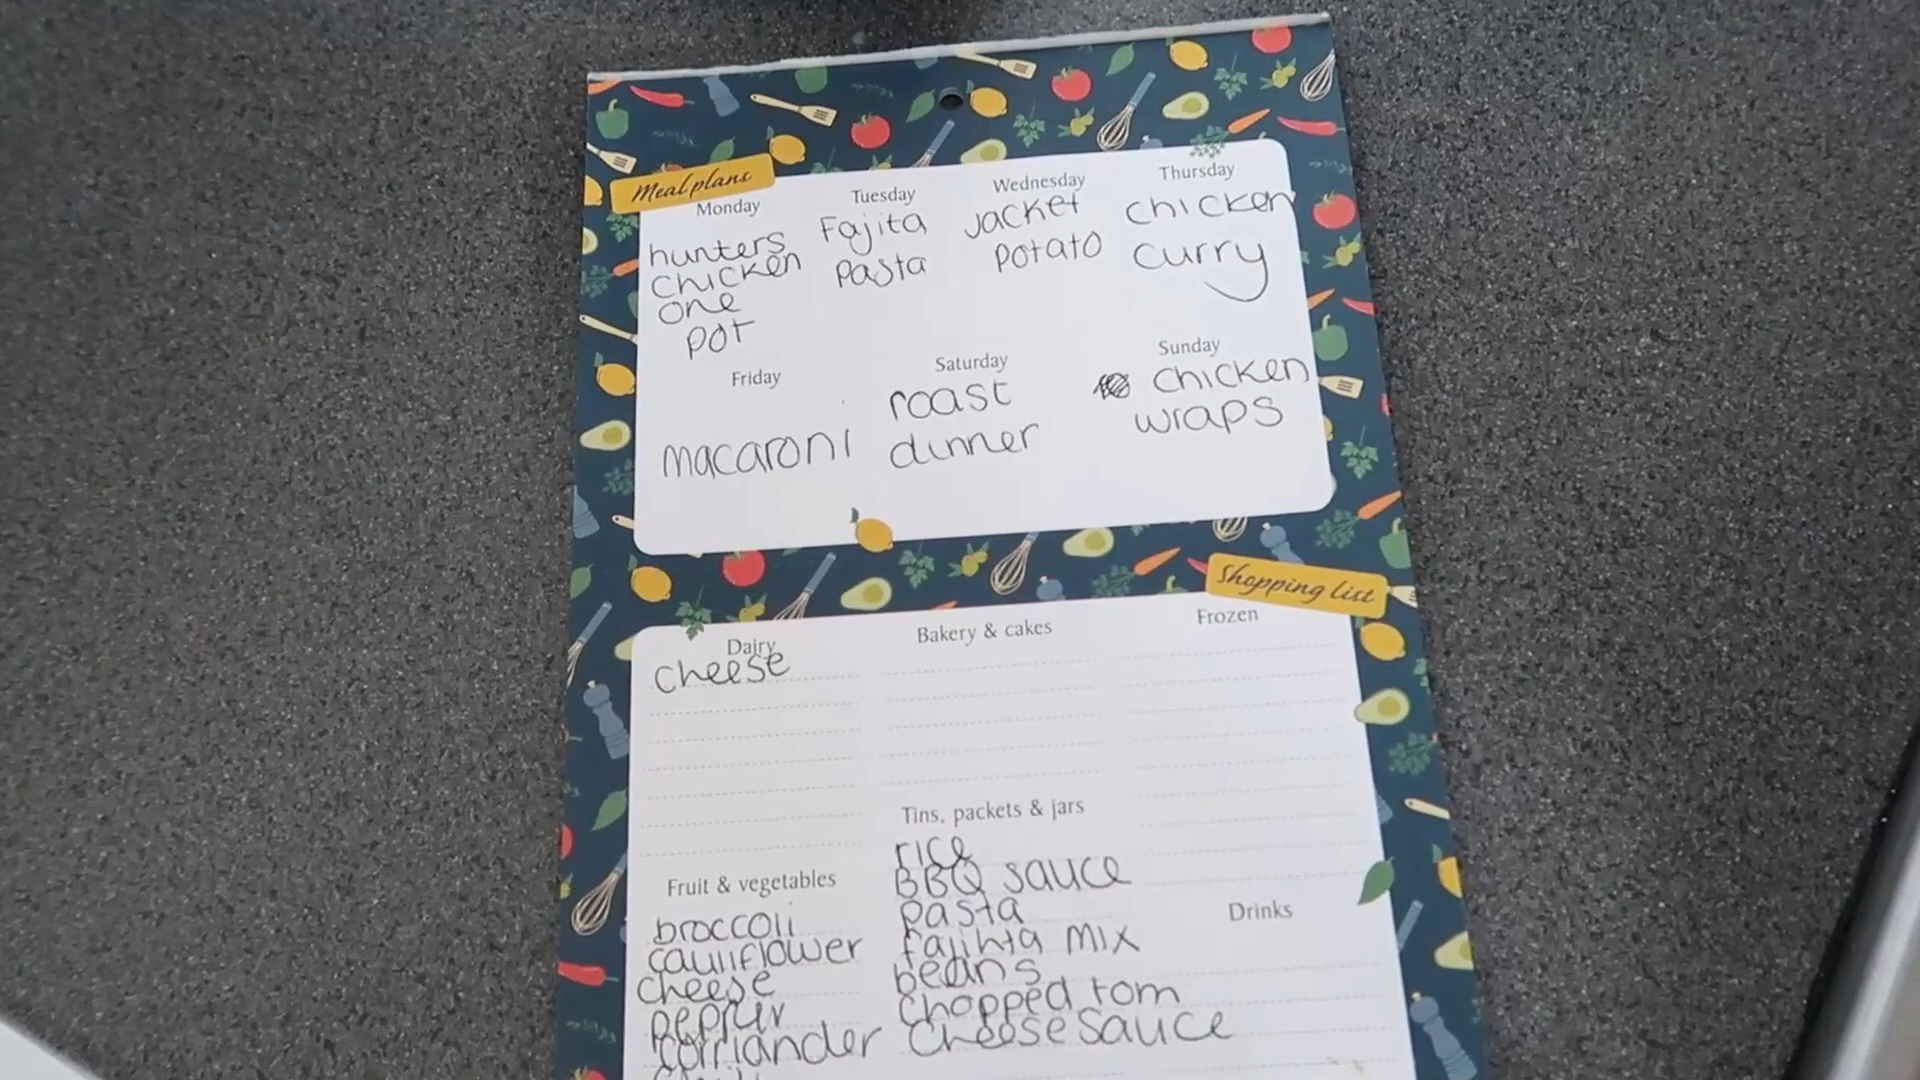 Meal plans
Monday
hunters
chicken
one
pot
Tuesday
Fajita
Pasta
Wednesday
Jacket
Potato
Thursday
chicken
curry
Friday
macaroni
Saturday
roast
dinner
Sunday
chicken
wraps
Shopping list
Dairy
cheese
Bakery & cakes
Frozen
Tins, packets & jars
rice
BBQ sauce
pasta
fajihta mix
beans
chopped tom
cheese sauce
Fruit & vegetables
broccoli
cauliflower
cheese
pepper
corriander
Drinks